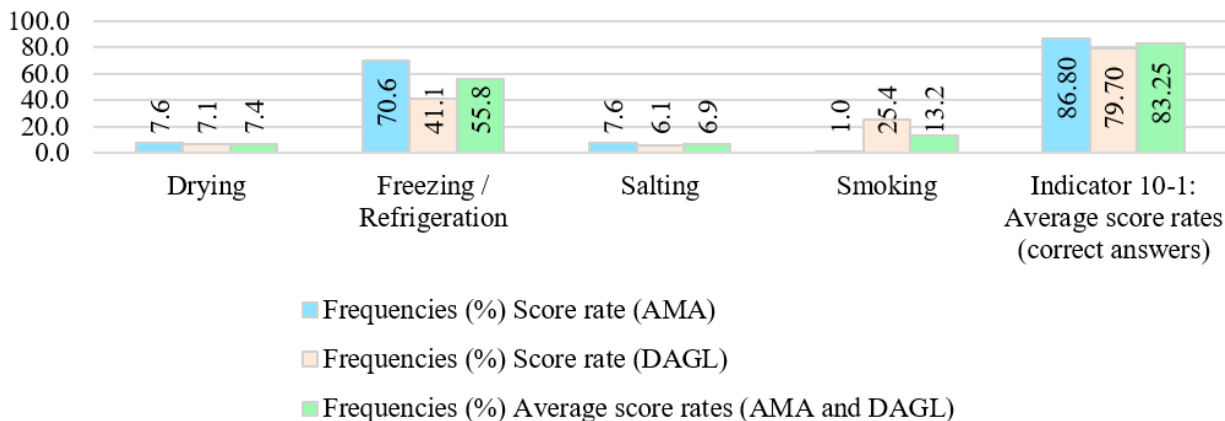 100.0
80.0
60.0
40.0
20.0
0.0
7.6
7.1
7.4
70.6
41.1
55.8
7.6
6.1
6.9
1.0
25.4
13.2
86.80
79.70
83.25
Drying
Freezing /
Refrigeration
Salting
Smoking
Indicator 10-1:
Average score rates
(correct answers)
Frequencies (%) Score rate (AMA)
Frequencies (%) Score rate (DAGL)
Frequencies (%) Average score rates (AMA and DAGL)